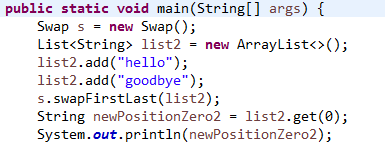 public static void main(String[] args) {
Swap s = new Swap();
List<String> list2 = new ArrayList<>();
list2.add("hello");
list2.add("goodbye");
s.swapFirstLast(list2);
String newPositionZero2 = list2.get(0);
System.out.println(newPositionZero2);